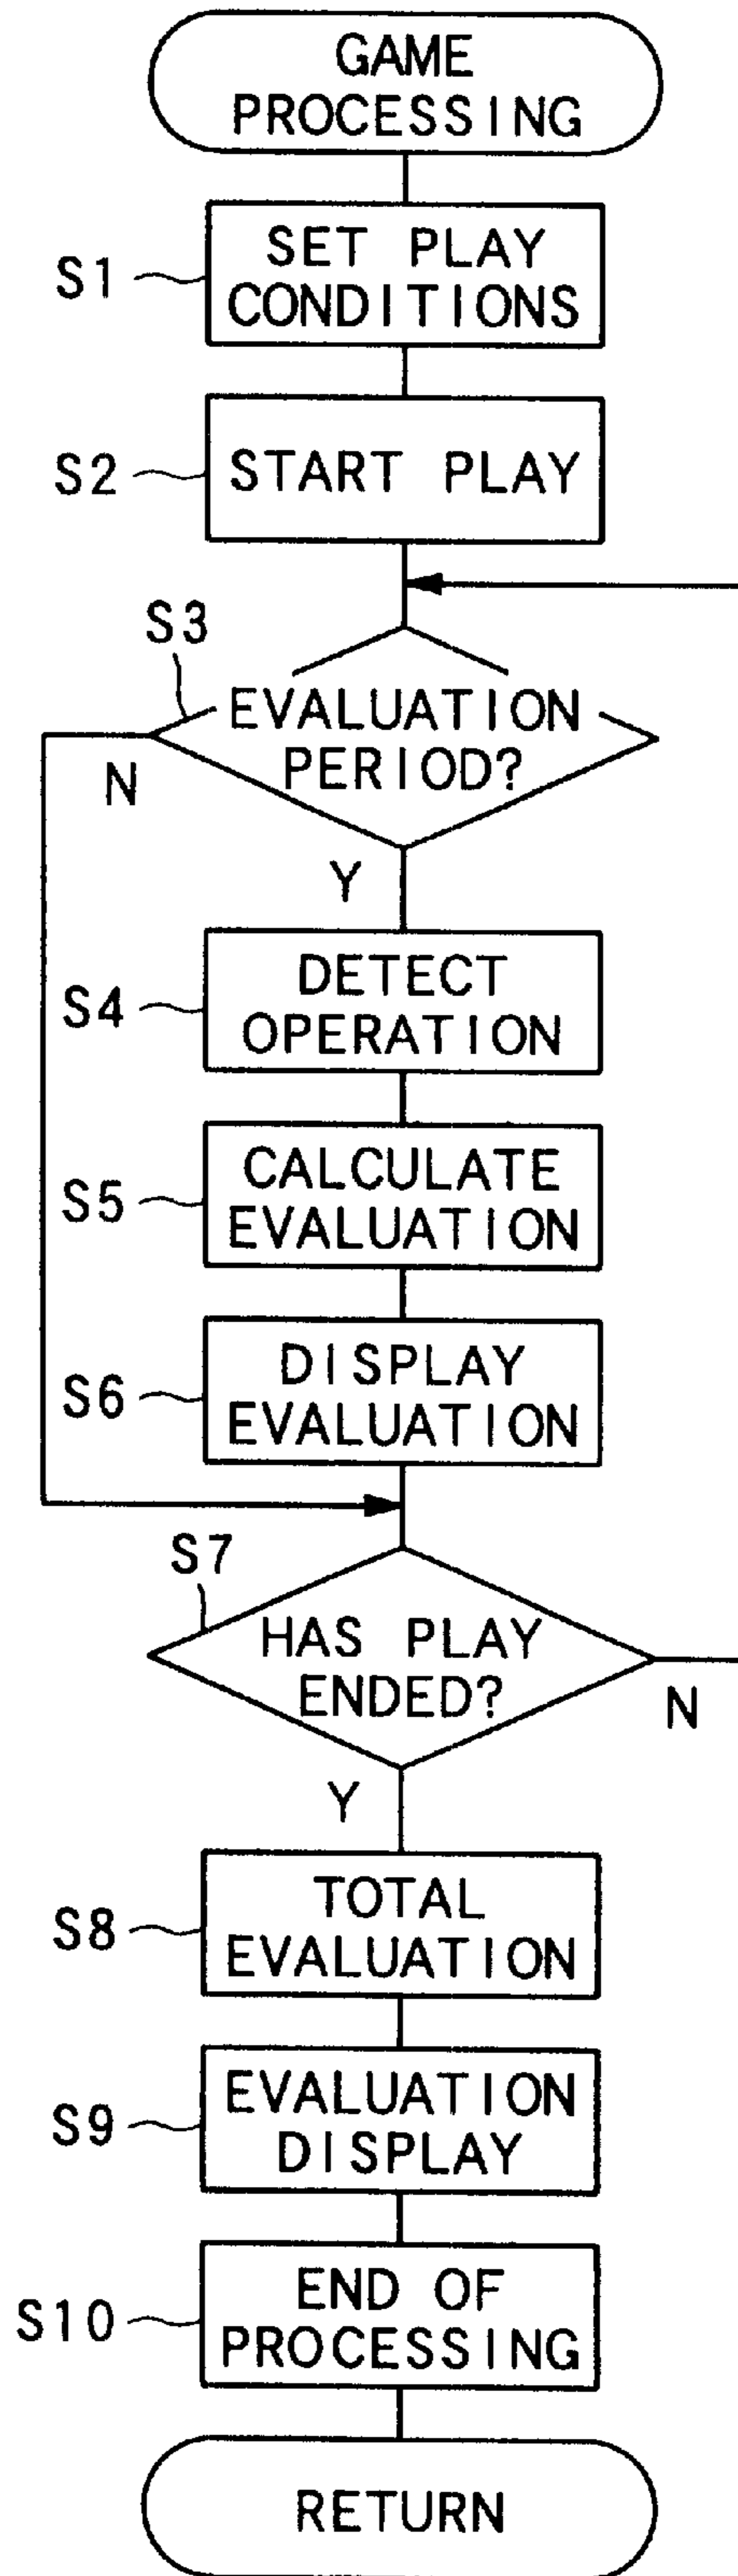 GAME
PROCESSING
S1
SET PLAY
CONDITIONS
S2
START PLAY
S3
EVALUATION
PERIOD?
N
Y
S4
DETECT
OPERATION
S5
CALCULATE
EVALUATION
S6
DISPLAY
EVALUATION
S7
HAS PLAY
ENDED?
N
Y
S8
TOTAL
EVALUATION
S9
EVALUATION
DISPLAY
S10
END OF
PROCESSING
RETURN